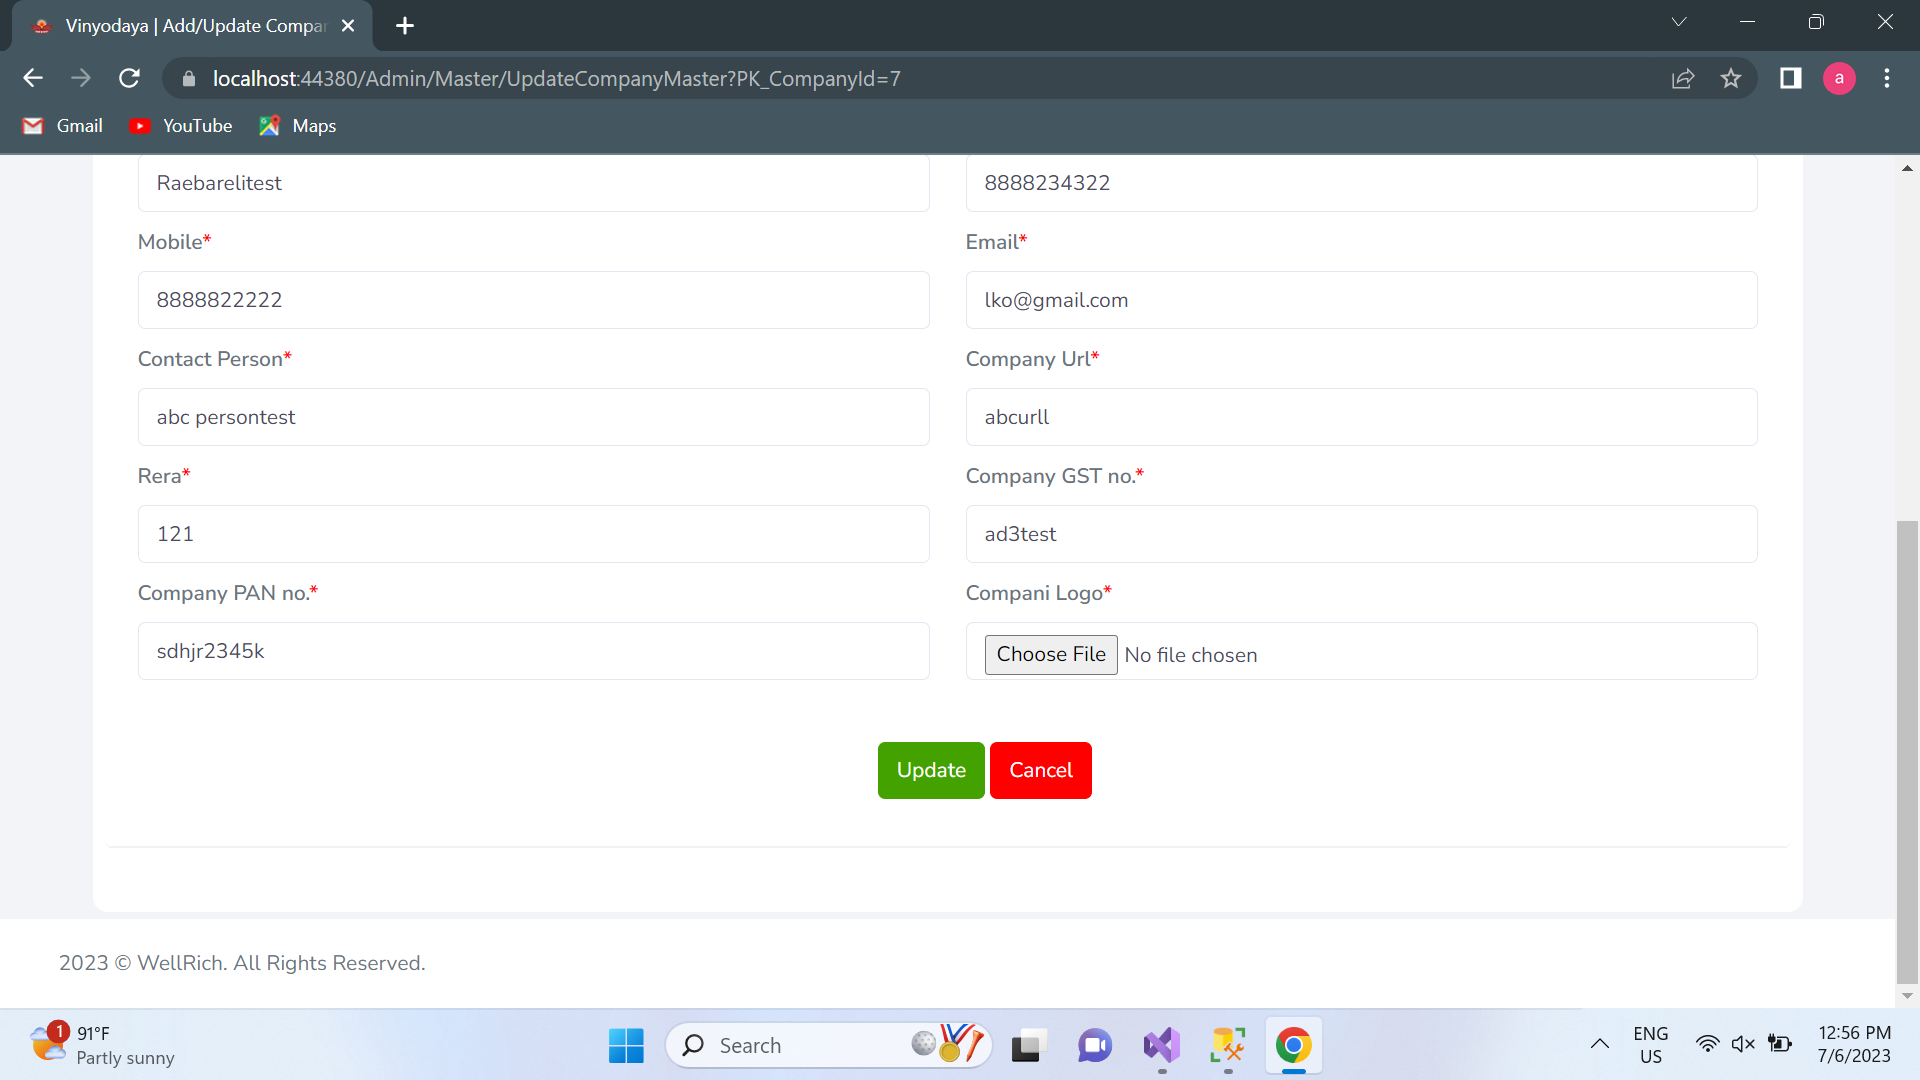 Vinyodaya | Add/Update Compar
localhost:44380/Admin/Master/UpdateCompanyMaster?PK_CompanyId=7
a
Gmail
YouTube
Maps
Raebarelitest
8888234322
Mobile*
Email*
8888822222
lko@gmail.com
Contact Person*
Company Url*
abc persontest
abcurll
Rera*
Company GST no.*
121
ad3test
Company PAN no.*
Compani Logo*
sdhjr2345k
Choose File No file chosen
Update
Cancel
2023 © WellRich. All Rights Reserved.
1
91°F
Partly sunny
Search
ENG
US
12:56 PM
7/6/2023